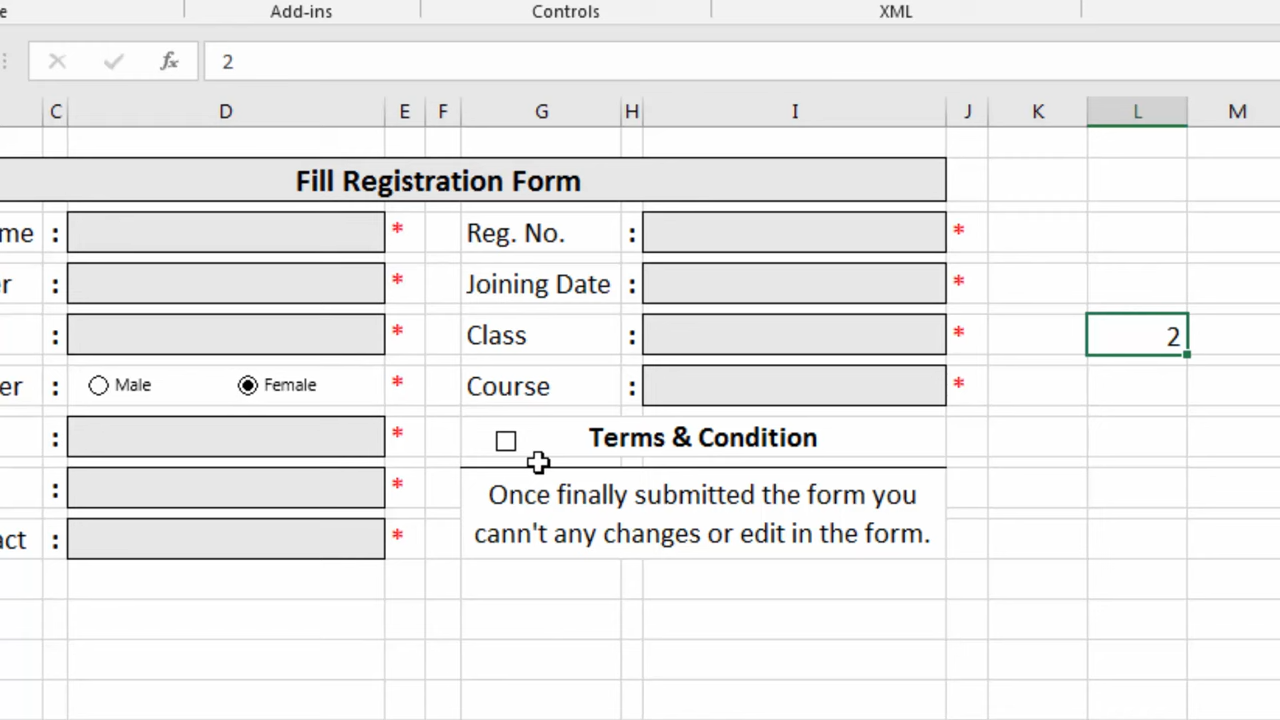 e Add-ins Controls XML
fx 2
C D E F G H I J K L M
Fill Registration Form
me : * Reg. No. : *
er : * Joining Date : *
: * Class : * 2
er : Male Female * Course : *
: * Terms & Condition
: * Once finally submitted the form you
act : * cann't any changes or edit in the form.